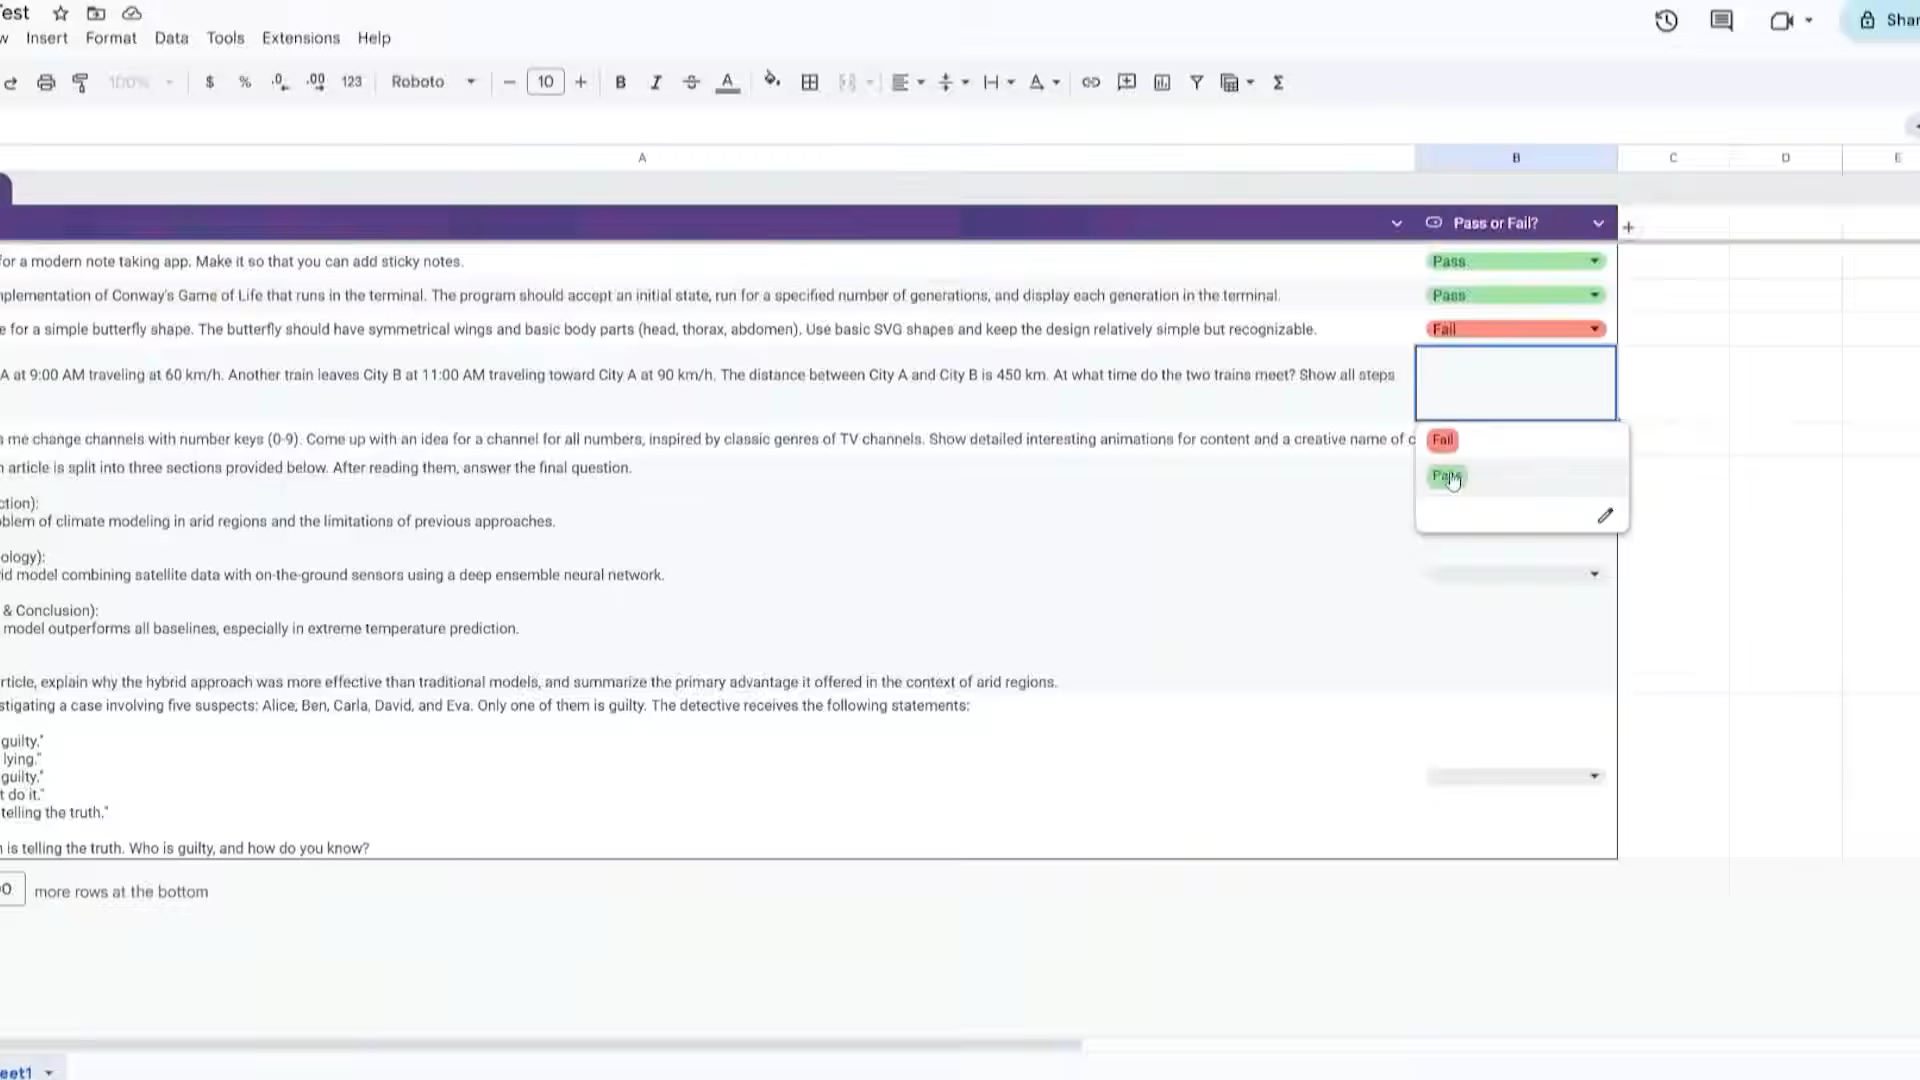 est
Shar
w Insert Format Data Tools Extensions Help
100% $ % .0 .00 123 Roboto 10 B I A
A B C D E
Pass or Fail?
for a modern note taking app. Make it so that you can add sticky notes.
Pass
nplementation of Conway's Game of Life that runs in the terminal. The program should accept an initial state, run for a specified number of generations, and display each generation in the terminal.
Pass
e for a simple butterfly shape. The butterfly should have symmetrical wings and basic body parts (head, thorax, abdomen). Use basic SVG shapes and keep the design relatively simple but recognizable.
Fail
A at 9:00 AM traveling at 60 km/h. Another train leaves City B at 11:00 AM traveling toward City A at 90 km/h. The distance between City A and City B is 450 km. At what time do the two trains meet? Show all steps
s me change channels with number keys (0-9). Come up with an idea for a channel for all numbers, inspired by classic genres of TV channels. Show detailed interesting animations for content and a creative name of c
Fail
n article is split into three sections provided below. After reading them, answer the final question.
Pass
ction):
oblem of climate modeling in arid regions and the limitations of previous approaches.
ology):
rid model combining satellite data with on-the-ground sensors using a deep ensemble neural network.
& Conclusion):
model outperforms all baselines, especially in extreme temperature prediction.
rticle, explain why the hybrid approach was more effective than traditional models, and summarize the primary advantage it offered in the context of arid regions.
stigating a case involving five suspects: Alice, Ben, Carla, David, and Eva. Only one of them is guilty. The detective receives the following statements:
guilty."
lying."
guilty."
t do it."
telling the truth."
n is telling the truth. Who is guilty, and how do you know?
00 more rows at the bottom
eet1